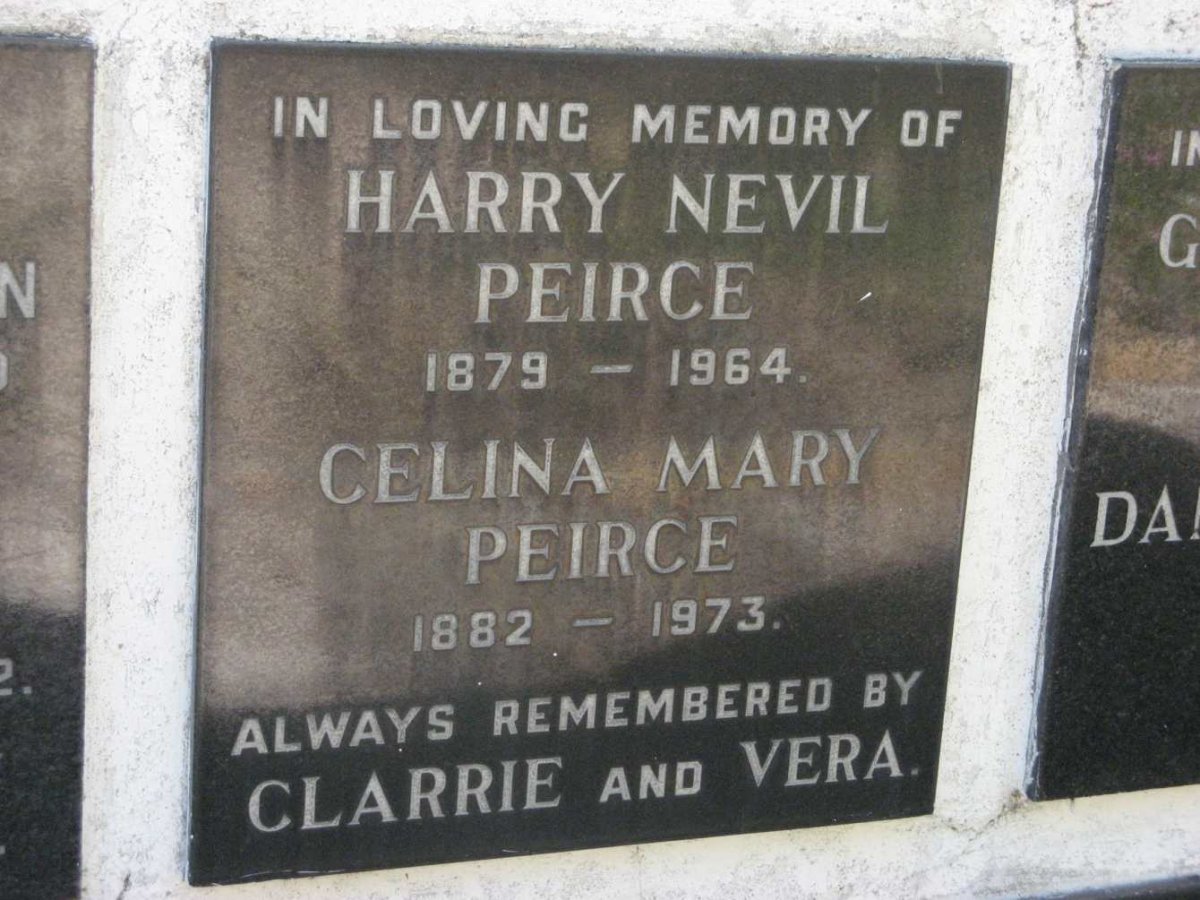 IN LOVING MEMORY OF
HARRY NEVIL
PEIRCE
1879 — 1964.
CELINA MARY
PEIRCE
1882 — 1973.
ALWAYS REMEMBERED BY
CLARRIE AND VERA.